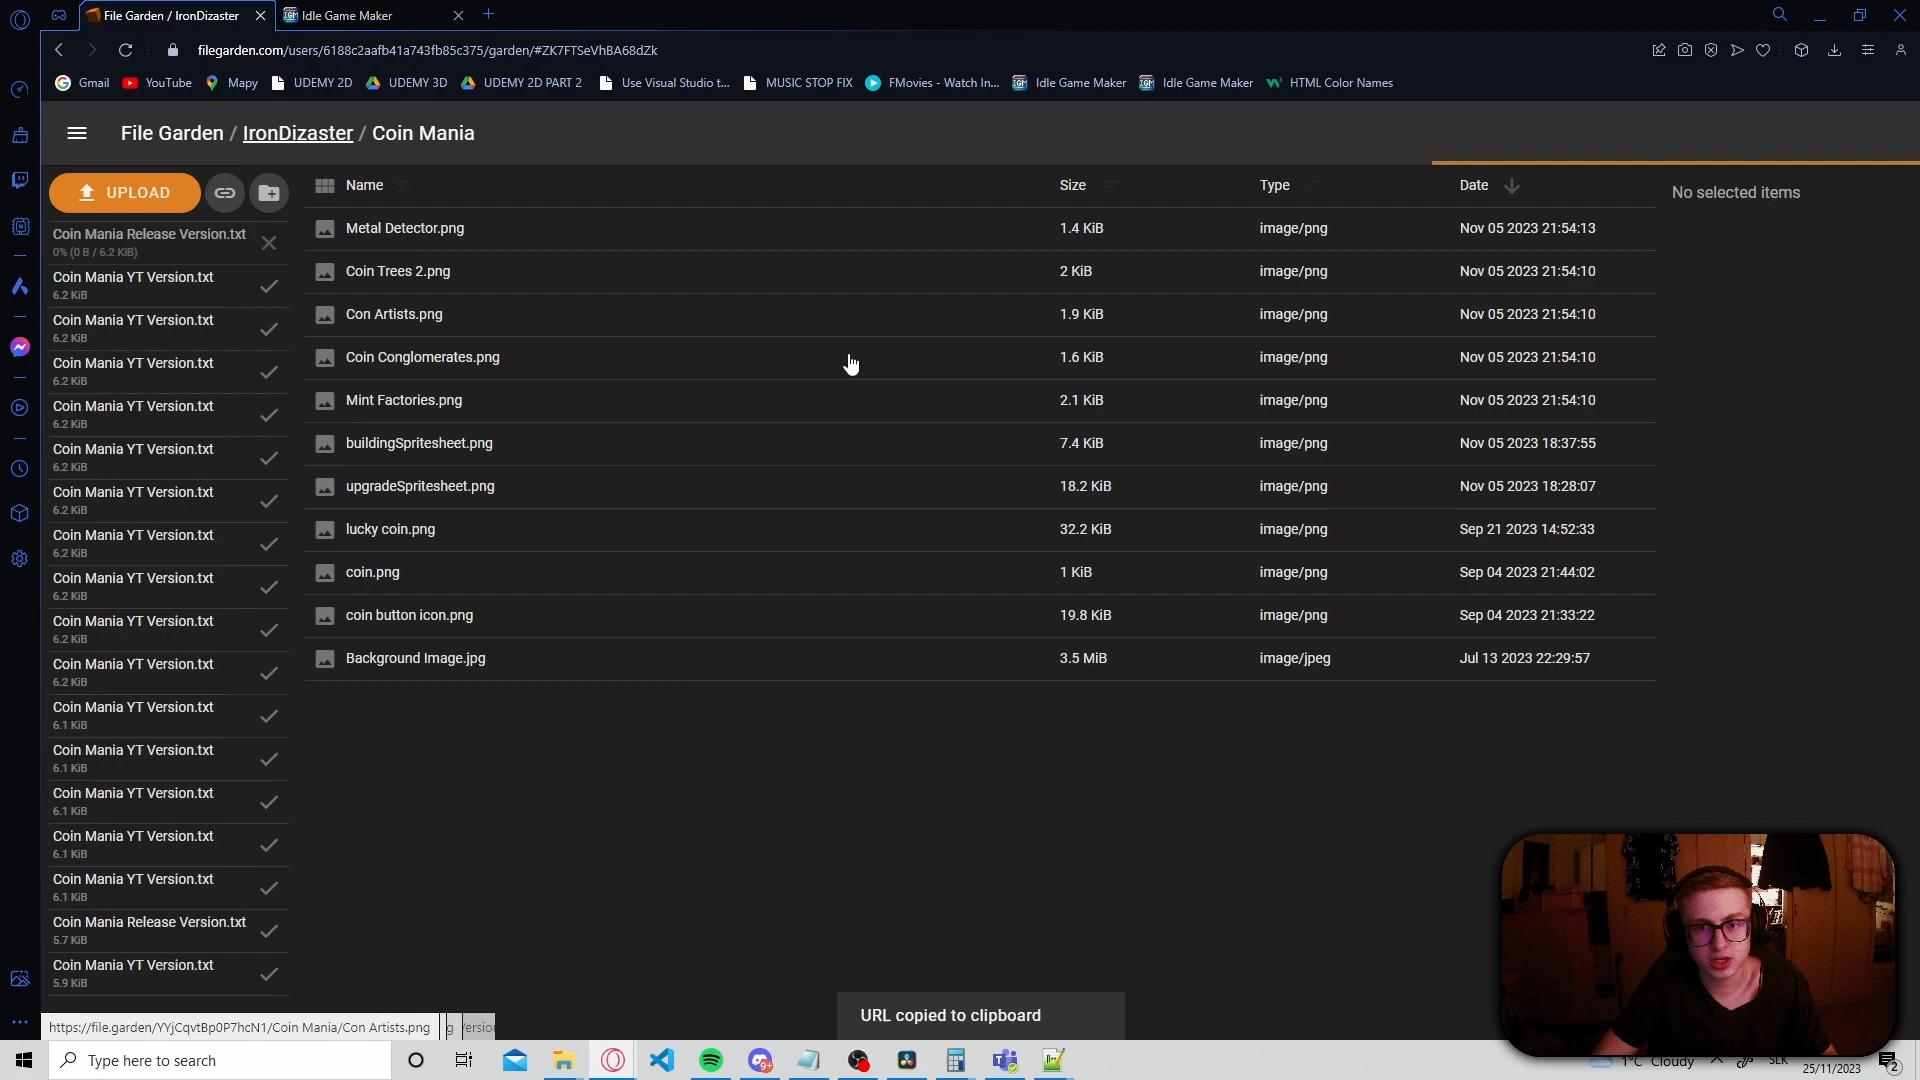 File Garden / IronDizaster
Idle Game Maker
filegarden.com/users/6188c2aafb41a743fb85c375/garden/#ZK7FTSeVhBA68dZk
Gmail
YouTube
Mapy
UDEMY 2D
UDEMY 3D
UDEMY 2D PART 2
Use Visual Studio t...
MUSIC STOP FIX
FMovies - Watch In...
Idle Game Maker
Idle Game Maker
HTML Color Names
File Garden / IronDizaster / Coin Mania
UPLOAD
Name Size Type Date
No selected items
Coin Mania Release Version.txt
0% (0 B / 6.2 KiB)
Coin Mania YT Version.txt
6.2 KiB
Coin Mania YT Version.txt
6.2 KiB
Coin Mania YT Version.txt
6.2 KiB
Coin Mania YT Version.txt
6.2 KiB
Coin Mania YT Version.txt
6.2 KiB
Coin Mania YT Version.txt
6.2 KiB
Coin Mania YT Version.txt
6.2 KiB
Coin Mania YT Version.txt
6.2 KiB
Coin Mania YT Version.txt
6.2 KiB
Coin Mania YT Version.txt
6.2 KiB
Coin Mania YT Version.txt
6.1 KiB
Coin Mania YT Version.txt
6.1 KiB
Coin Mania YT Version.txt
6.1 KiB
Coin Mania YT Version.txt
6.1 KiB
Coin Mania YT Version.txt
6.1 KiB
Coin Mania Release Version.txt
5.7 KiB
Coin Mania YT Version.txt
5.9 KiB
Metal Detector.png 1.4 KiB image/png Nov 05 2023 21:54:13
Coin Trees 2.png 2 KiB image/png Nov 05 2023 21:54:10
Con Artists.png 1.9 KiB image/png Nov 05 2023 21:54:10
Coin Conglomerates.png 1.6 KiB image/png Nov 05 2023 21:54:10
Mint Factories.png 2.1 KiB image/png Nov 05 2023 21:54:10
buildingSpritesheet.png 7.4 KiB image/png Nov 05 2023 18:37:55
upgradeSpritesheet.png 18.2 KiB image/png Nov 05 2023 18:28:07
lucky coin.png 32.2 KiB image/png Sep 21 2023 14:52:33
coin.png 1 KiB image/png Sep 04 2023 21:44:02
coin button icon.png 19.8 KiB image/png Sep 04 2023 21:33:22
Background Image.jpg 3.5 MiB image/jpeg Jul 13 2023 22:29:57
URL copied to clipboard
https://file.garden/YYjCqvtBp0P7hcN1/Coin Mania/Con Artists.png
Type here to search
1°C Cloudy
SLK
25/11/2023
2